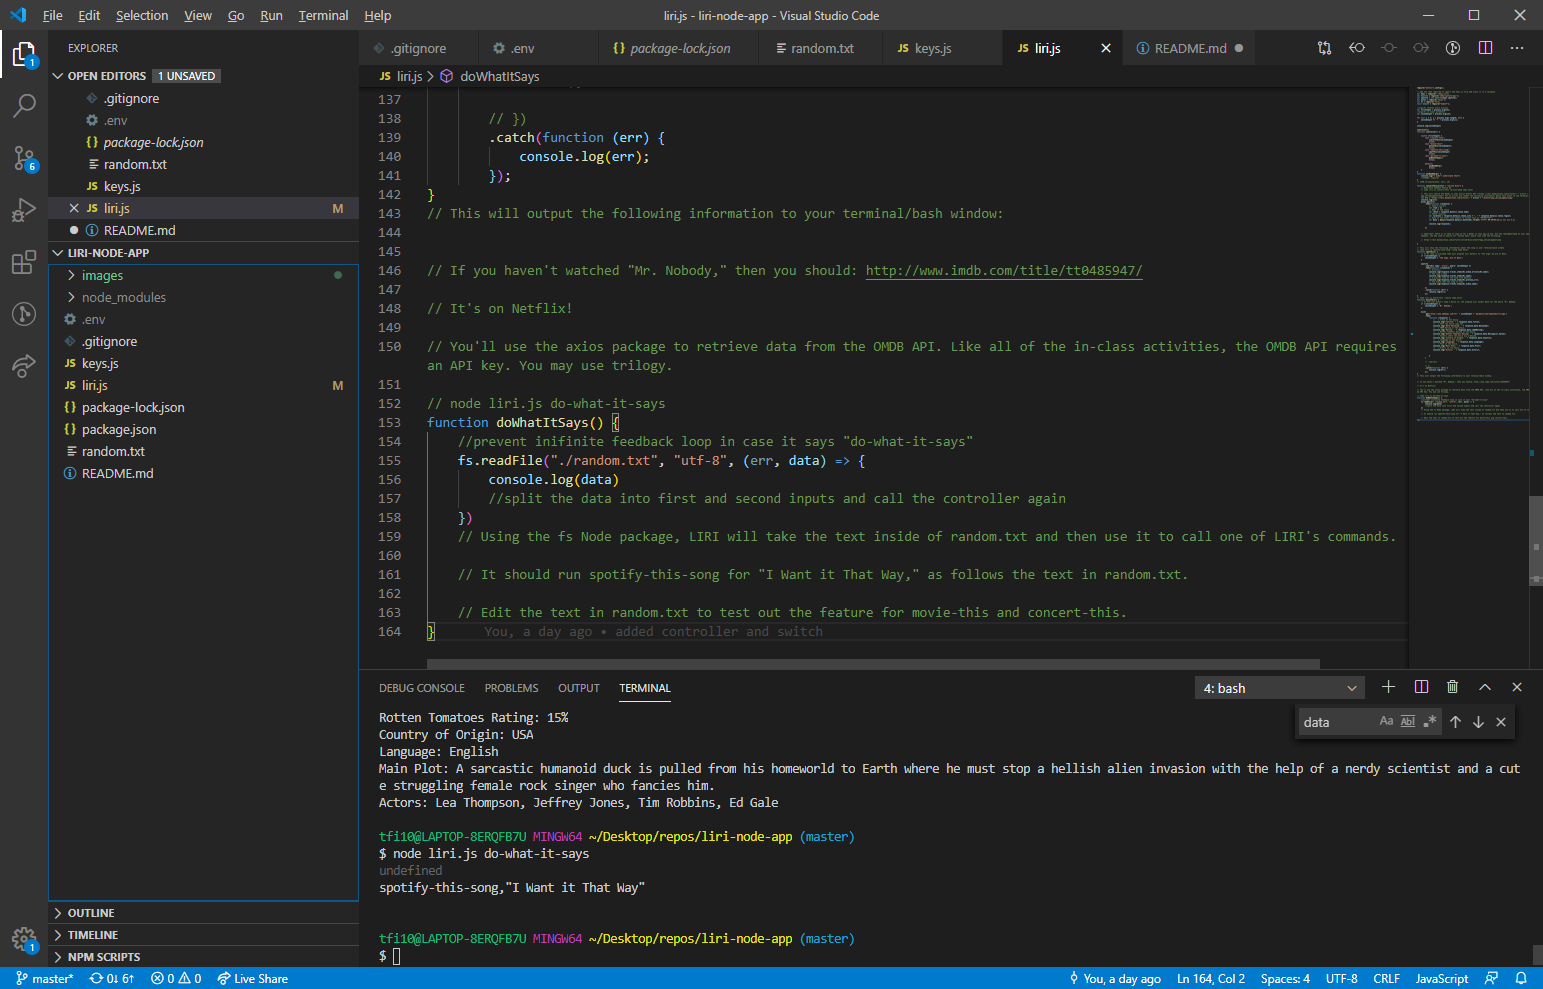 File Edit Selection View Go Run Terminal Help
liri.js - liri-node-app - Visual Studio Code
EXPLORER
OPEN EDITORS 1 UNSAVED
.gitignore
.env
package-lock.json
random.txt
keys.js
liri.js M
README.md
LIRI-NODE-APP
images
node_modules
.env
.gitignore
keys.js
liri.js M
package-lock.json
package.json
random.txt
README.md
OUTLINE
TIMELINE
NPM SCRIPTS
.gitignore .env package-lock.json random.txt keys.js liri.js README.md
liri.js > doWhatItSays
137
138 // })
139 .catch(function (err) {
140 console.log(err);
141 });
142 }
143 // This will output the following information to your terminal/bash window:
144
145
146 // If you haven't watched "Mr. Nobody," then you should: http://www.imdb.com/title/tt0485947/
147
148 // It's on Netflix!
149
150 // You'll use the axios package to retrieve data from the OMDB API. Like all of the in-class activities, the OMDB API requires
an API key. You may use trilogy.
151
152 // node liri.js do-what-it-says
153 function doWhatItSays() {
154 //prevent inifinite feedback loop in case it says "do-what-it-says"
155 fs.readFile("./random.txt", "utf-8", (err, data) => {
156 console.log(data)
157 //split the data into first and second inputs and call the controller again
158 })
159 // Using the fs Node package, LIRI will take the text inside of random.txt and then use it to call one of LIRI's commands.
160
161 // It should run spotify-this-song for "I Want it That Way," as follows the text in random.txt.
162
163 // Edit the text in random.txt to test out the feature for movie-this and concert-this.
164 } You, a day ago • added controller and switch
DEBUG CONSOLE PROBLEMS OUTPUT TERMINAL 4: bash
data Aa Abl .*
Rotten Tomatoes Rating: 15%
Country of Origin: USA
Language: English
Main Plot: A sarcastic humanoid duck is pulled from his homeworld to Earth where he must stop a hellish alien invasion with the help of a nerdy scientist and a cut
e struggling female rock singer who fancies him.
Actors: Lea Thompson, Jeffrey Jones, Tim Robbins, Ed Gale
tfi10@LAPTOP-8ERQFB7U MINGW64 ~/Desktop/repos/liri-node-app (master)
$ node liri.js do-what-it-says
undefined
spotify-this-song,"I Want it That Way"
tfi10@LAPTOP-8ERQFB7U MINGW64 ~/Desktop/repos/liri-node-app (master)
$
1
6
1
master* 0↓ 6↑ 0 0 Live Share You, a day ago Ln 164, Col 2 Spaces: 4 UTF-8 CRLF JavaScript